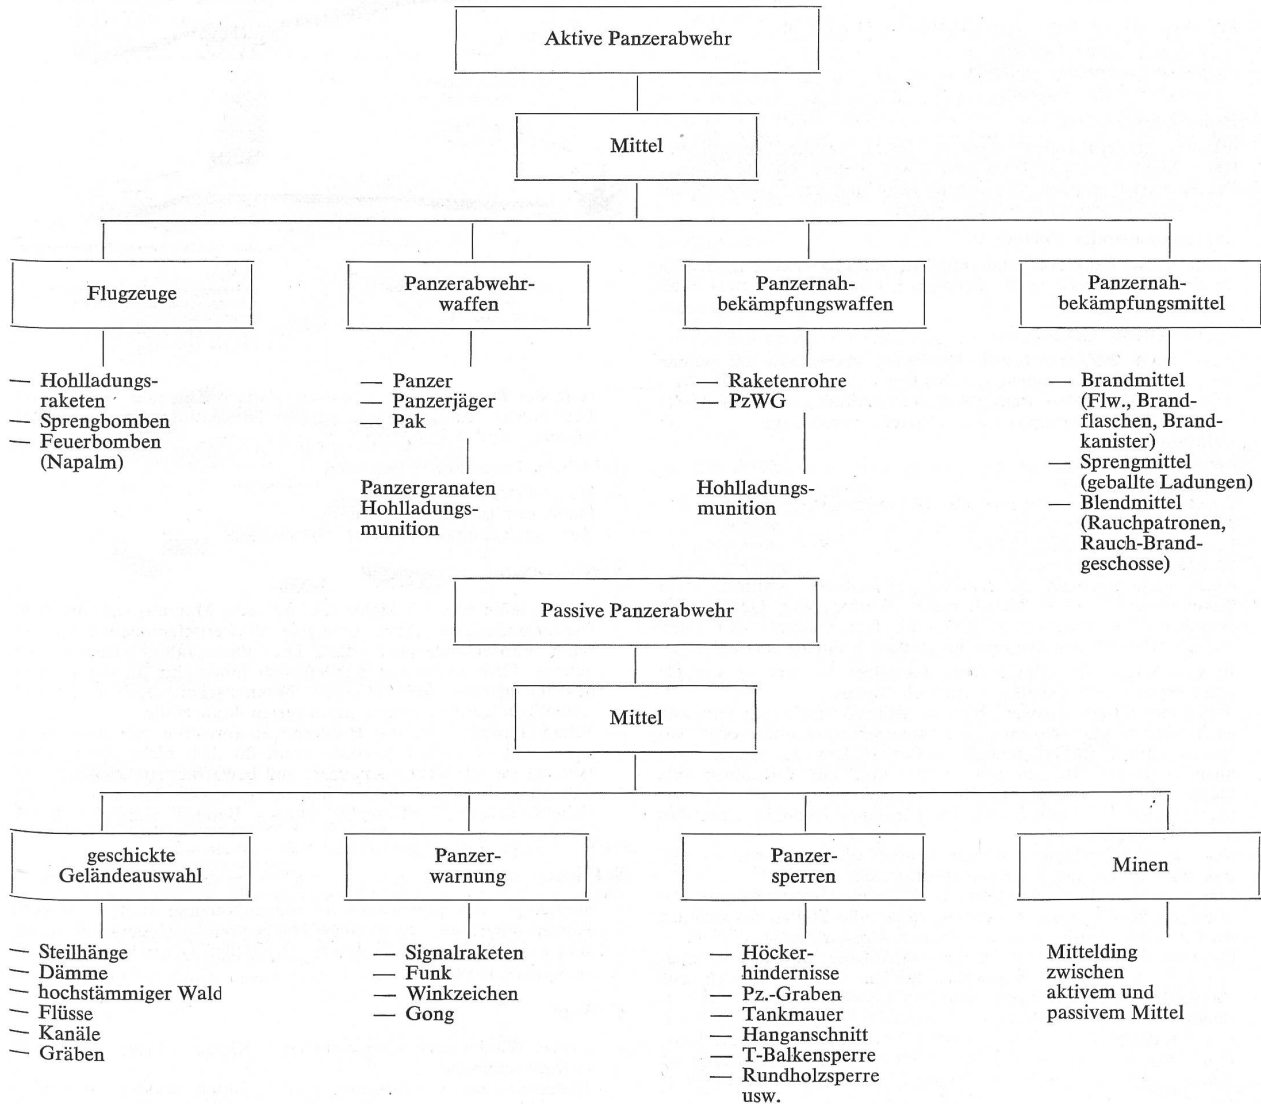 Aktive Panzerabwehr
Mittel
Flugzeuge
— Hohlladungs-
raketen
— Sprengbomben
— Feuerbomben
(Napalm)
Panzerabwehr-
waffen
— Panzer
— Panzerjäger
— Pak
Panzergranaten
Hohlladungs-
munition
Panzernah-
bekämpfungswaffen
— Raketenrohre
— PzWG
Hohlladungs-
munition
Panzernah-
bekämpfungsmittel
— Brandmittel
(Flw., Brand-
flaschen, Brand-
kanister)
— Sprengmittel
(geballte Ladungen)
— Blendmittel
(Rauchpatronen,
Rauch-Brand-
geschosse)
Passive Panzerabwehr
Mittel
geschickte
Geländeauswahl
— Steilhänge
— Dämme
— hochstämmiger Wald
— Flüsse
— Kanäle
— Gräben
Panzer-
warnung
— Signalraketen
— Funk
— Winkzeichen
— Gong
Panzer-
sperren
— Höcker-
hindernisse
— Pz.-Graben
— Tankmauer
— Hanganschnitt
— T-Balkensperre
— Rundholzsperre
usw.
Minen
Mittelding
zwischen
aktivem und
passivem Mittel